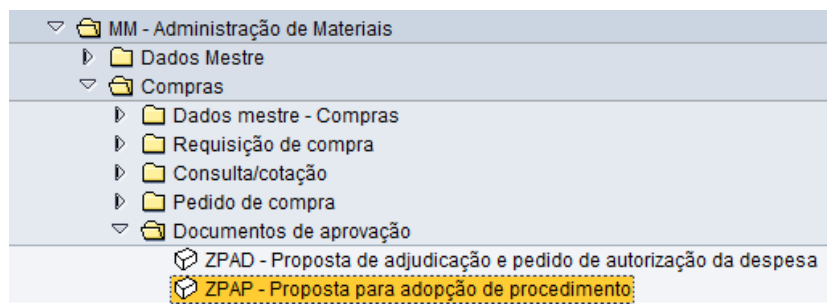 MM - Administração de Materiais
Dados Mestre
Compras
Dados mestre - Compras
Requisição de compra
Consulta/cotação
Pedido de compra
Documentos de aprovação
ZPAD - Proposta de adjudicação e pedido de autorização da despesa
ZPAP - Proposta para adopção de procedimento